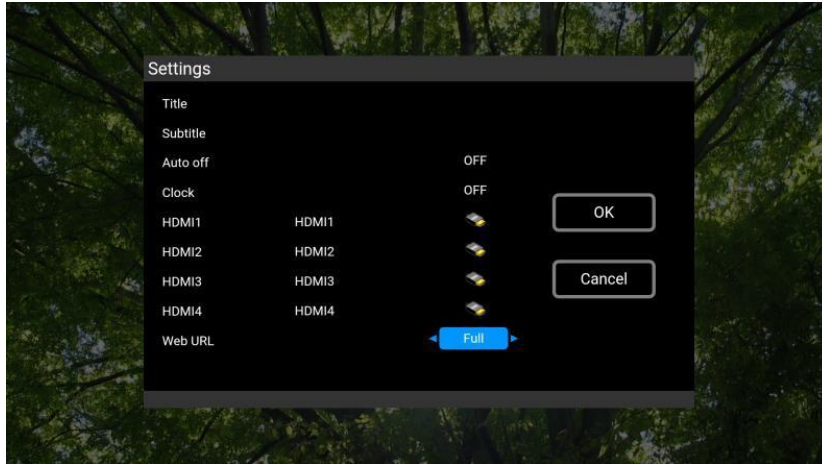 Settings
Title
Subtitle
Auto off OFF
Clock OFF
HDMI1 HDMI1
OK
HDMI2 HDMI2
HDMI3 HDMI3
Cancel
HDMI4 HDMI4
Web URL Full